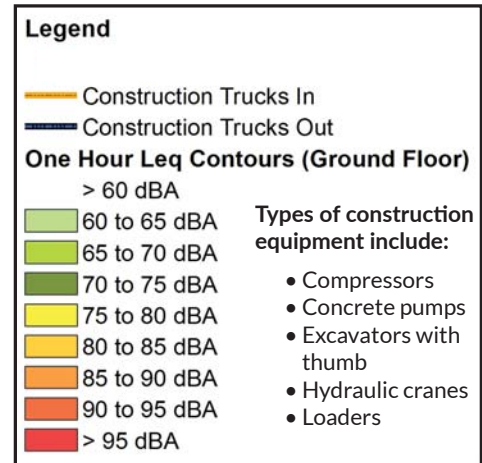 Legend
Construction Trucks In
Construction Trucks Out
One Hour Leq Contours (Ground Floor)
> 60 dBA
60 to 65 dBA
65 to 70 dBA
70 to 75 dBA
75 to 80 dBA
80 to 85 dBA
85 to 90 dBA
90 to 95 dBA
> 95 dBA
Types of construction
equipment include:
• Compressors
• Concrete pumps
• Excavators with
thumb
• Hydraulic cranes
• Loaders